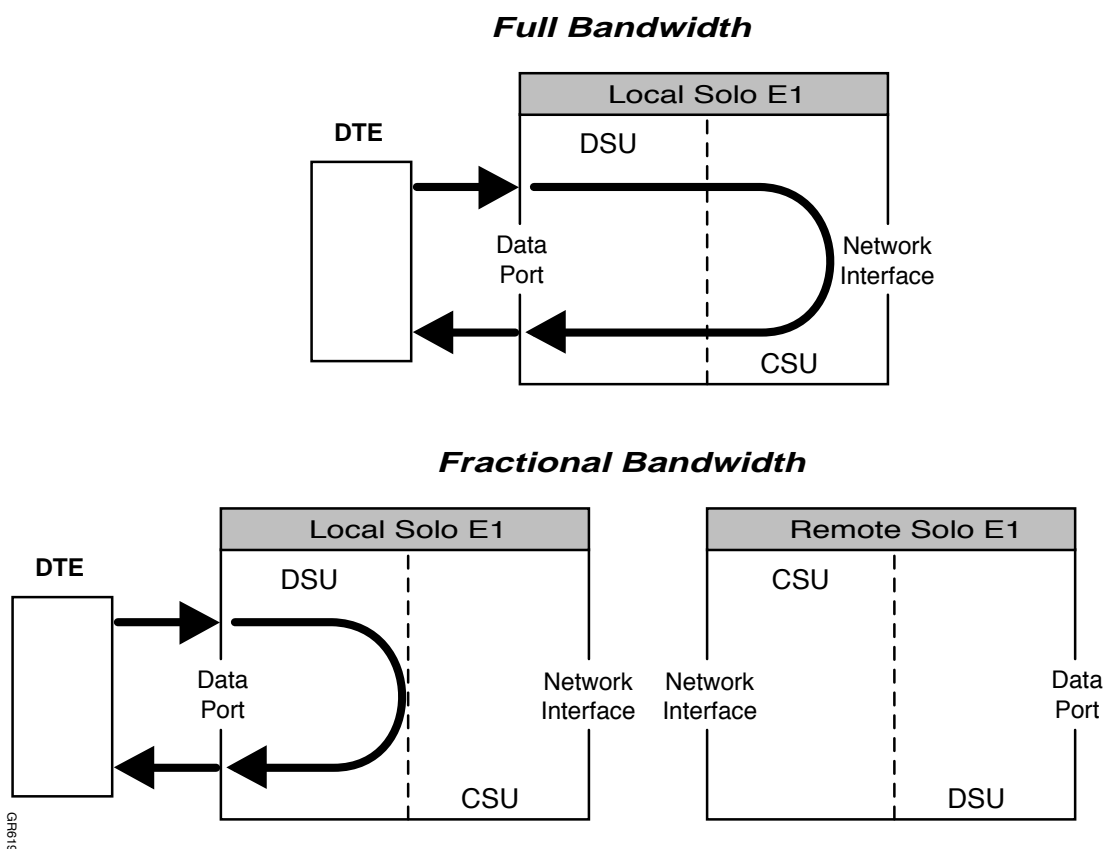 Full Bandwidth
Local Solo E1
DTE
DSU
Data
Port
Network
Interface
CSU
Fractional Bandwidth
Local Solo E1
Remote Solo E1
DTE
DSU
CSU
Data
Port
Network
Interface
Network
Interface
Data
Port
CSU
DSU
GR619